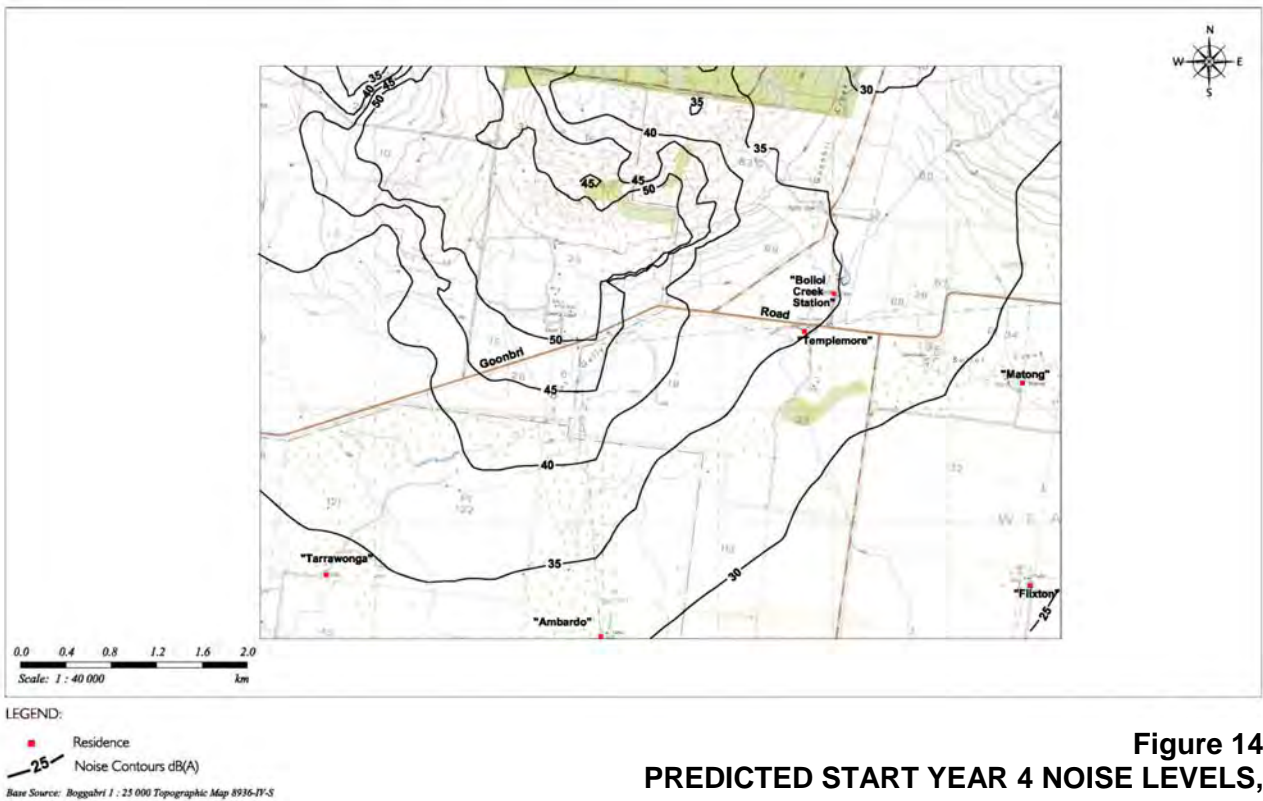 N
W E
S
35
40 45
50
35
30
40
35
45 45
50
"Bollol
Creek
Station"
Road
"Templemore"
50
Goonbri
"Matong"
45
40
"Tarrawonga"
35
30
"Flixton"
25
"Ambardo"
0.0 0.4 0.8 1.2 1.6 2.0
Scale: 1 : 40 000 km
LEGEND:
Residence
25 Noise Contours dB(A)
Base Source: Boggabri 1 : 25 000 Topographic Map 8936-IV-S
Figure 14
PREDICTED START YEAR 4 NOISE LEVELS,